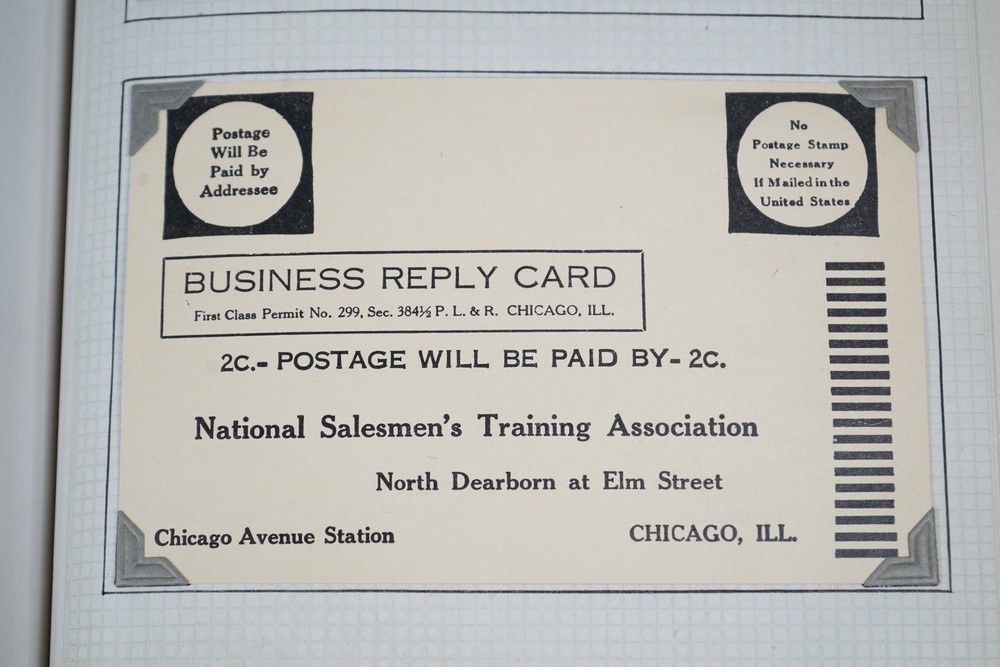 Postage
Will Be
Paid by
Addressee
No
Postage Stamp
Necessary
If Mailed in the
United States
BUSINESS REPLY CARD
First Class Permit No. 299, Sec. 384½ P. L. & R. CHICAGO, ILL.
2C.- POSTAGE WILL BE PAID BY- 2C.
National Salesmen's Training Association
North Dearborn at Elm Street
Chicago Avenue Station CHICAGO, ILL.